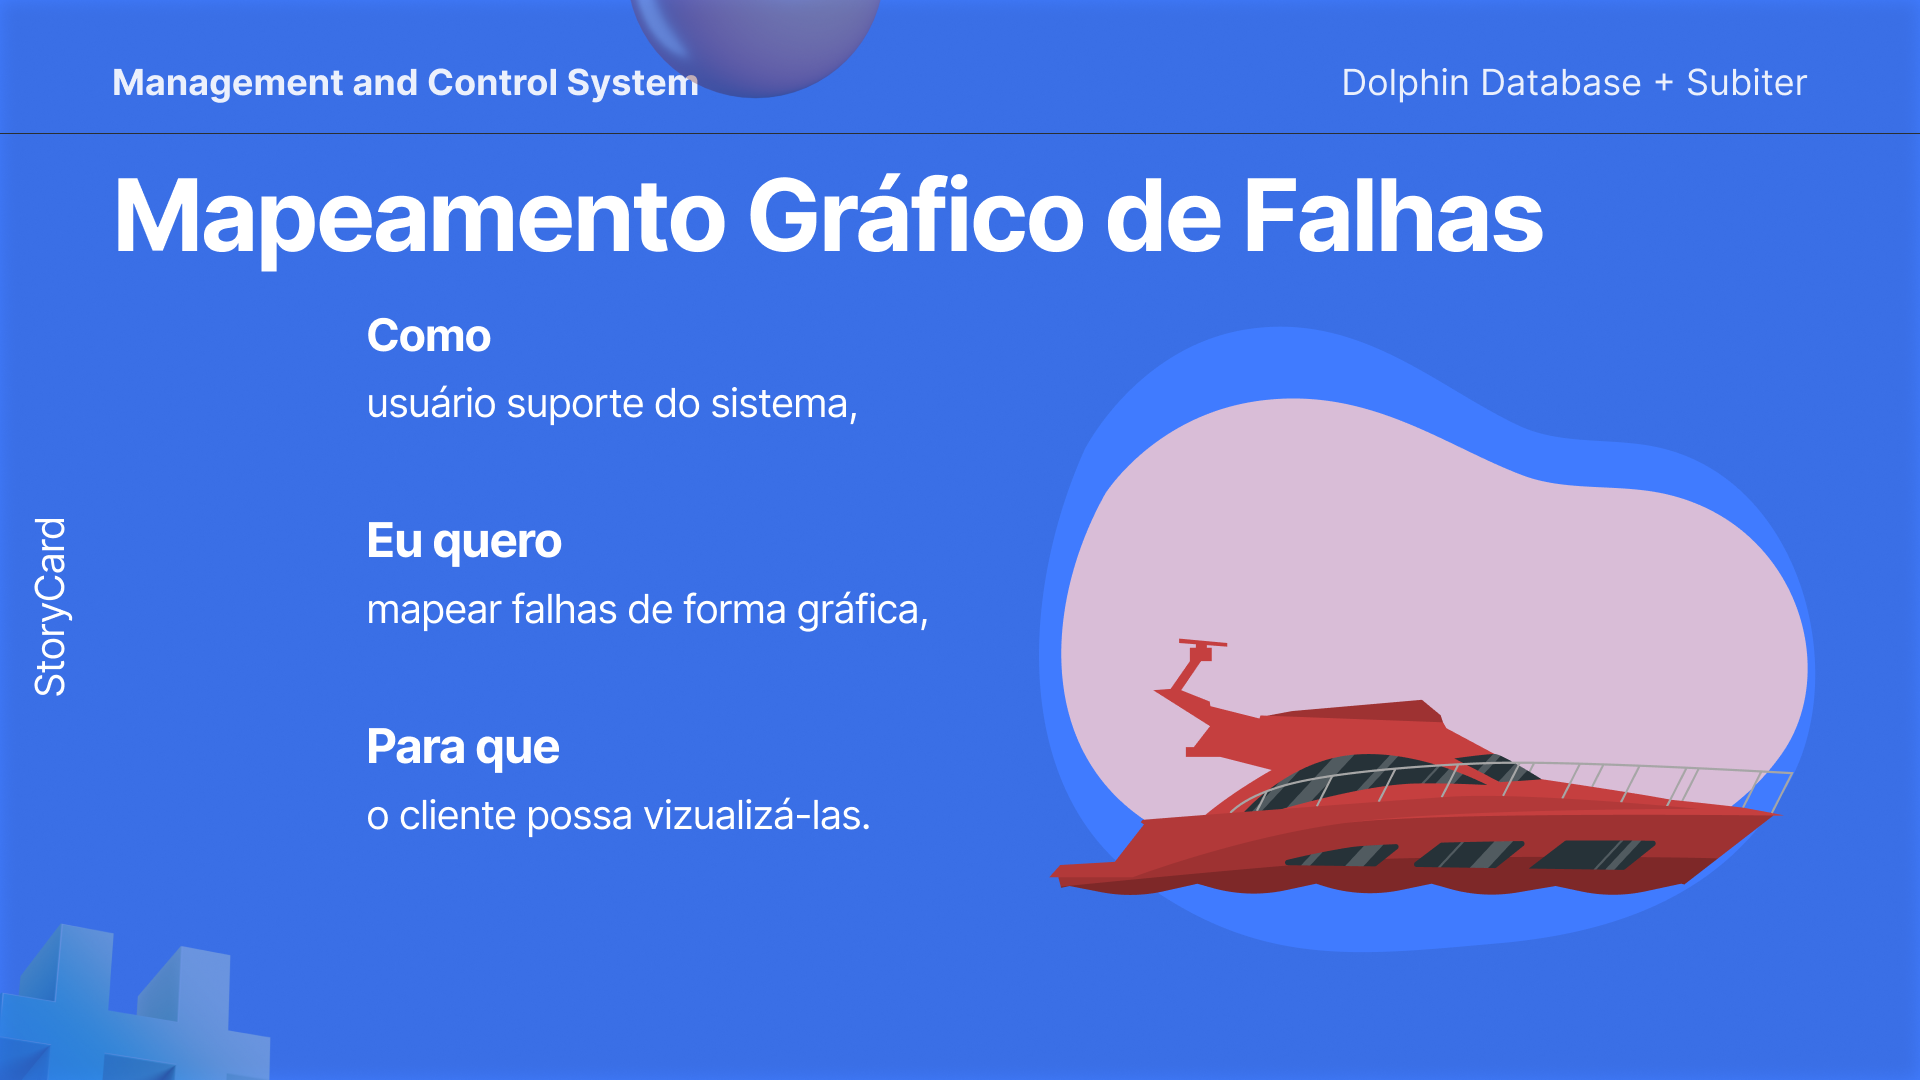 Management and Control System
Dolphin Database + Subiter
Mapeamento Gráfico de Falhas
Como
usuário suporte do sistema,
Eu quero
mapear falhas de forma gráfica,
Para que
o cliente possa vizualizá-las.
StoryCard